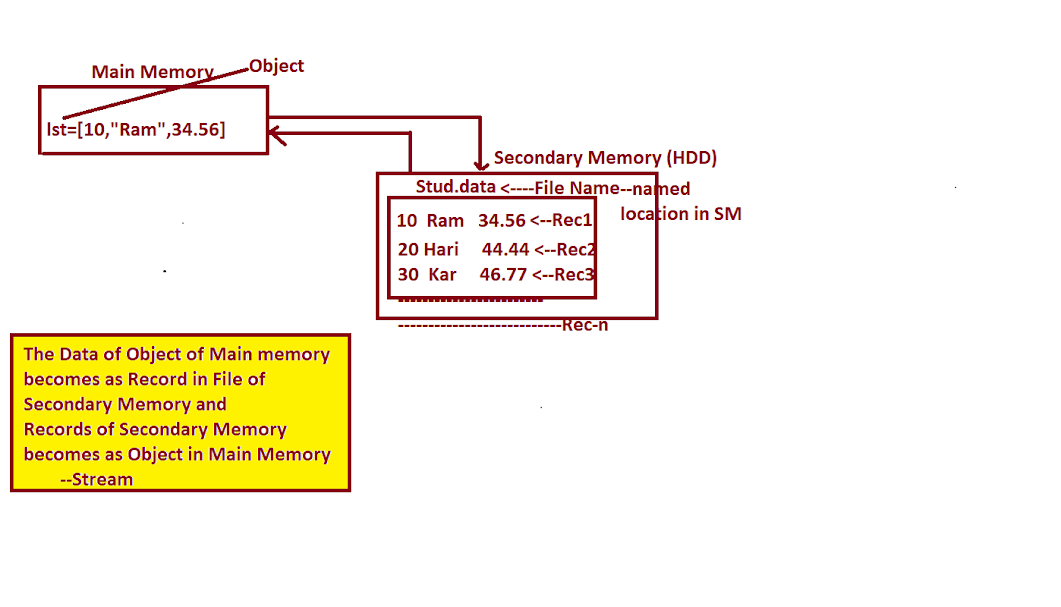 Main Memory
Object
lst=[10,"Ram",34.56]
Secondary Memory (HDD)
Stud.data <----File Name--named
location in SM
10 Ram 34.56 <--Rec1
20 Hari 44.44 <--Rec2
30 Kar 46.77 <--Rec3
------------------------
---------------------------Rec-n
The Data of Object of Main memory
becomes as Record in File of
Secondary Memory and
Records of Secondary Memory
becomes as Object in Main Memory
--Stream